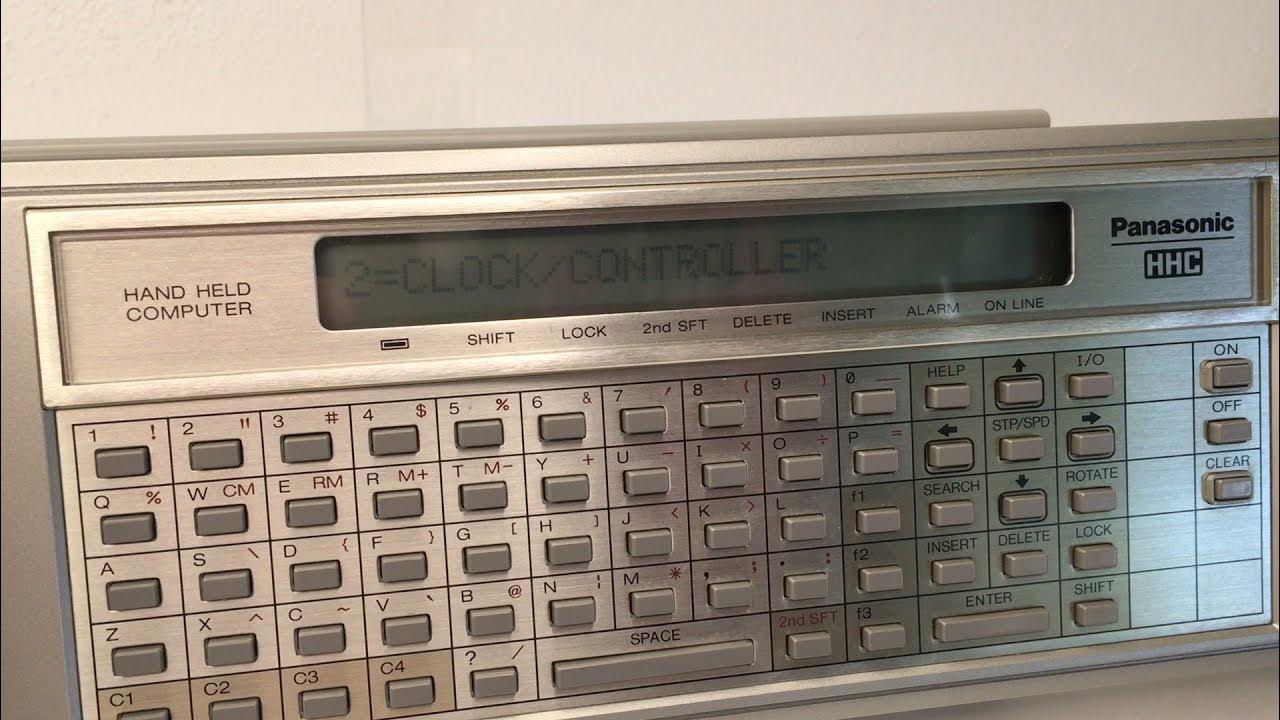 Panasonic
HHC
HAND HELD
COMPUTER
2=CLOCK/CONTROLLER
SHIFT LOCK 2nd SFT DELETE INSERT ALARM ON LINE
1 ! 2 " 3 # 4 $ 5 % 6 & 7 ' 8 ( 9 ) 0 — HELP ↑ I/O ON
Q % W CM E RM R M+ T M− Y + U − I × O ÷ P = ← STP/SPD → OFF
A S \ D { F } G [ H ] J < K > L f1 SEARCH ↓ ROTATE CLEAR
Z X ^ C ~ V ` B @ N ¦ M * , ; . : f2 INSERT DELETE LOCK
C1 C2 C3 C4 ? / SPACE 2nd SFT f3 ENTER SHIFT